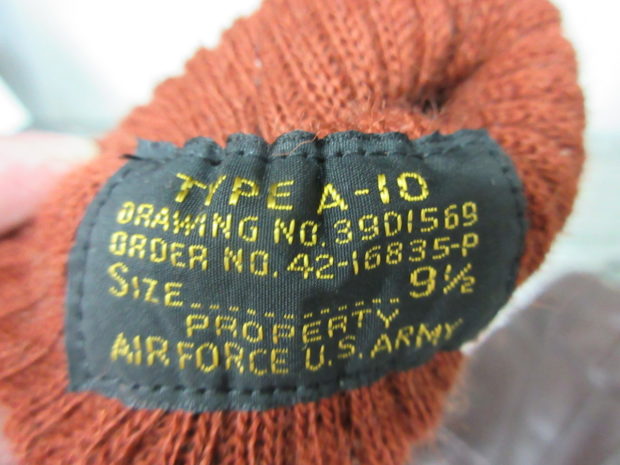 TYPE A-10
DRAWING NO. 39D1569
ORDER NO. 42-16835-P
SIZE 9½
PROPERTY
AIR FORCE U.S. ARMY